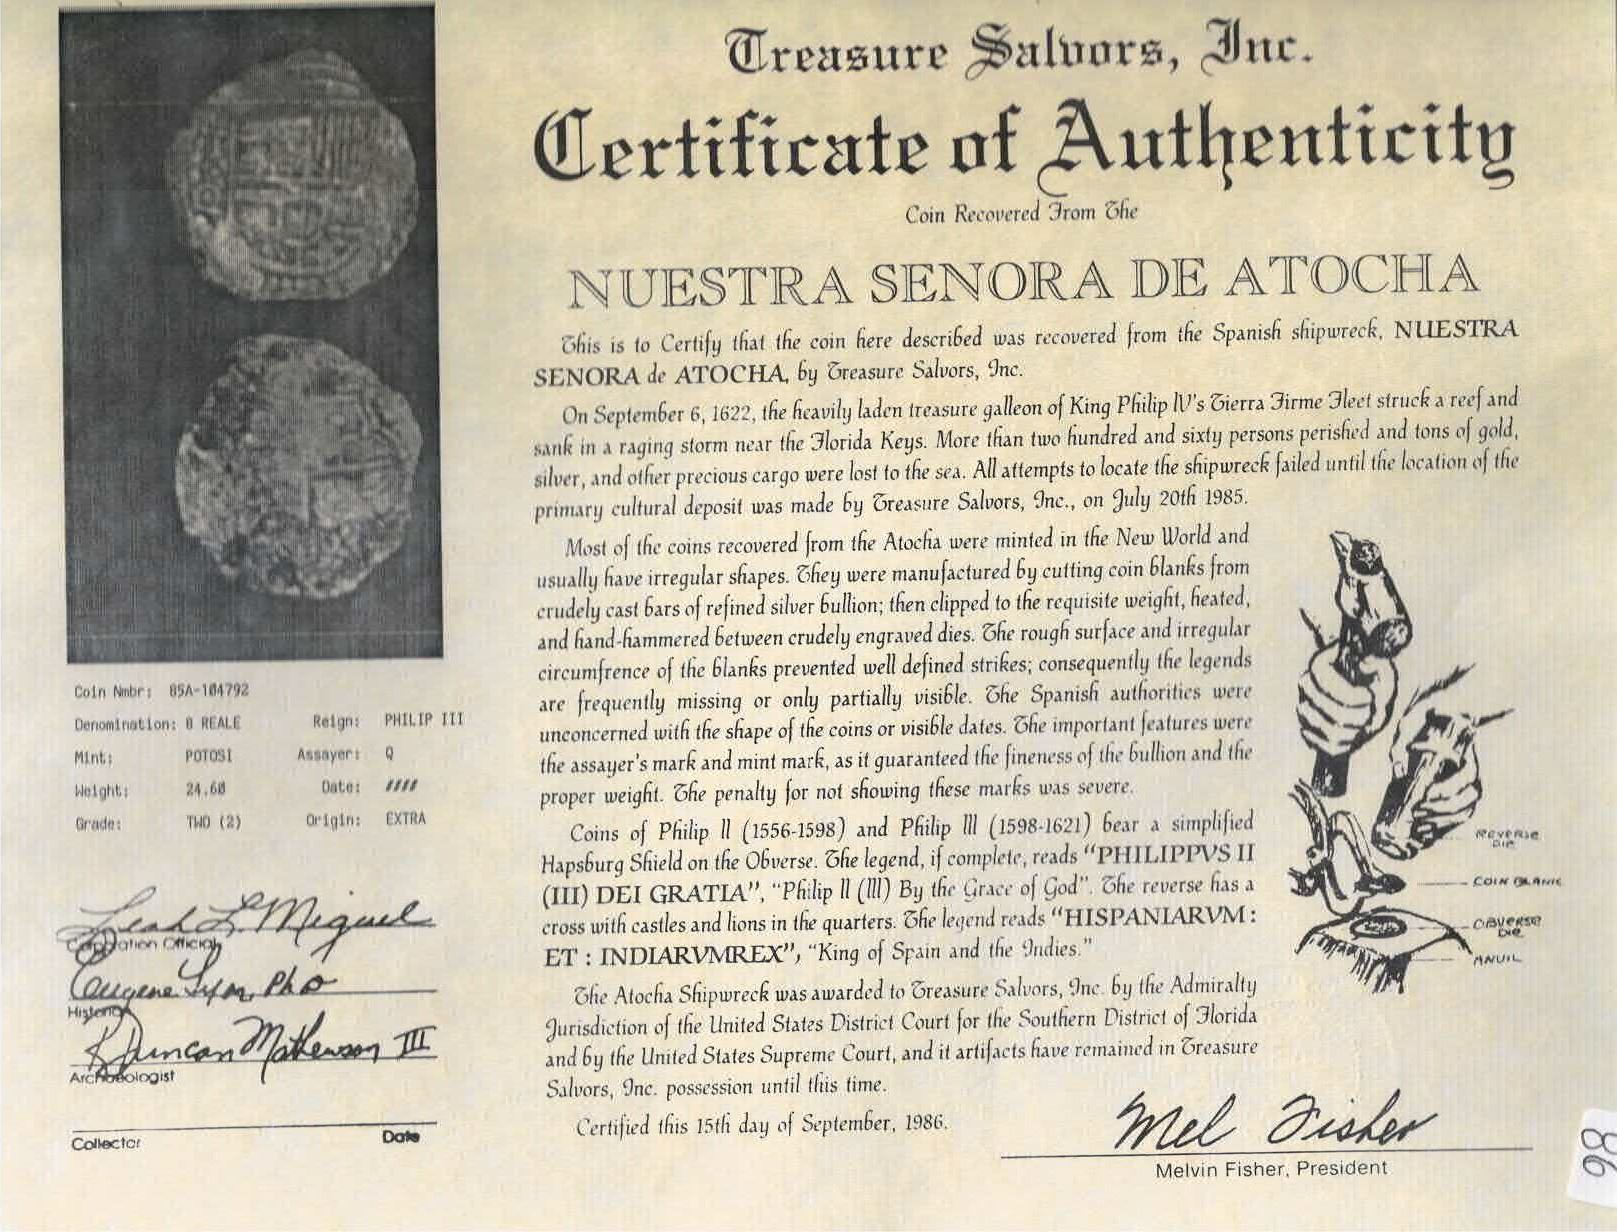 Treasure Salvors, Inc.
Certificate of Authenticity
Coin Recovered From The
NUESTRA SENORA DE ATOCHA
This is to Certify that the coin here described was recovered from the Spanish shipwreck, NUESTRA
SENORA de ATOCHA, by Treasure Salvors, Inc.
On September 6, 1622, the heavily laden treasure galleon of King Philip IV's Tierra Firme Fleet struck a reef and
sank in a raging storm near the Florida Keys. More than two hundred and sixty persons perished and tons of gold,
silver, and other precious cargo were lost to the sea. All attempts to locate the shipwreck failed until the location of the
primary cultural deposit was made by Treasure Salvors, Inc., on July 20th 1985.
Most of the coins recovered from the Atocha were minted in the New World and
usually have irregular shapes. They were manufactured by cutting coin blanks from
crudely cast bars of refined silver bullion; then clipped to the requisite weight, heated,
and hand-hammered between crudely engraved dies. The rough surface and irregular
circumfrence of the blanks prevented well defined strikes; consequently the legends
are frequently missing or only partially visible. The Spanish authorities were
unconcerned with the shape of the coins or visible dates. The important features were
the assayer's mark and mint mark, as it guaranteed the fineness of the bullion and the
proper weight. The penalty for not showing these marks was severe.
Coins of Philip II (1556-1598) and Philip III (1598-1621) bear a simplified
Hapsburg Shield on the Obverse. The legend, if complete, reads "PHILIPPVS II
(III) DEI GRATIA", "Philip II (III) By the Grace of God". The reverse has a
cross with castles and lions in the quarters. The legend reads "HISPANIARVM :
ET : INDIARVMREX", "King of Spain and the Indies."
The Atocha Shipwreck was awarded to Treasure Salvors, Inc. by the Admiralty
Jurisdiction of the United States District Court for the Southern District of Florida
and by the United States Supreme Court, and it artifacts have remained in Treasure
Salvors, Inc. possession until this time.
Certified this 15th day of September, 1986.
Mel Fisher
Melvin Fisher, President
REVERSE
DIE
COIN BLANK
OBVERSE
DIE
ANVIL
Coin Nmbr: 85A-104792
Denomination: 8 REALE Reign: PHILIP III
Mint: POTOSI Assayer: Q
Weight: 24.60 Date: ////
Grade: TWO (2) Origin: EXTRA
Leah L. Miguel
Corporation Official
Eugene Lyon, PhD
Historian
R Duncan Mathewson III
Archaeologist
Collector Date
98